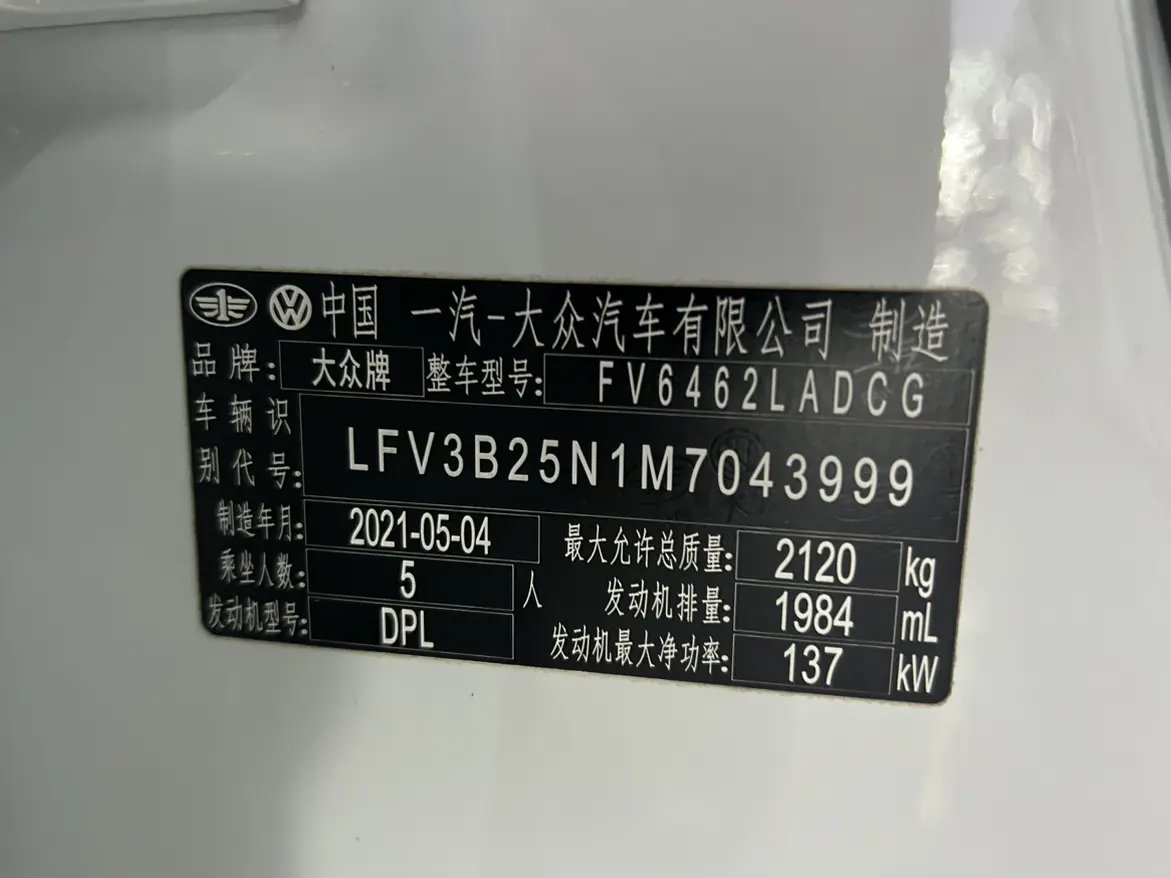 中国 一汽-大众汽车有限公司 制造
品牌: 大众牌 整车型号: FV6462LADCG
车辆识别代号: LFV3B25N1M7043999
制造年月: 2021-05-04 最大允许总质量: 2120 kg
乘坐人数: 5 人 发动机排量: 1984 mL
发动机型号: DPL 发动机最大净功率: 137 kW